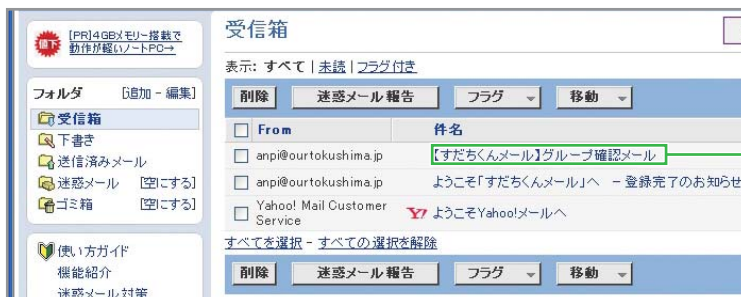 値下
[PR]4GBメモリー搭載で
動作が軽いノートPC→
フォルダ [追加 - 編集]
受信箱
下書き
送信済みメール
迷惑メール [空にする]
ゴミ箱 [空にする]
使い方ガイド
機能紹介
迷惑メール対策
受信箱
表示: すべて | 未読 | フラグ付き
削除 迷惑メール報告 フラグ 移動
From 件名
anpi@ourtokushima.jp 【すだちくんメール】グループ確認メール
anpi@ourtokushima.jp ようこそ「すだちくんメール」へ - 登録完了のお知らせ
Yahoo! Mail Customer Service Y! ようこそYahoo!メールへ
すべてを選択 - すべての選択を解除
削除 迷惑メール報告 フラグ 移動